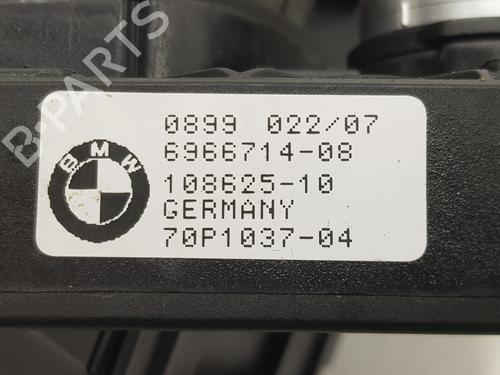 B-PARTS
BMW
0899 022/07
6966714-08
108625-10
GERMANY
70P1037-04